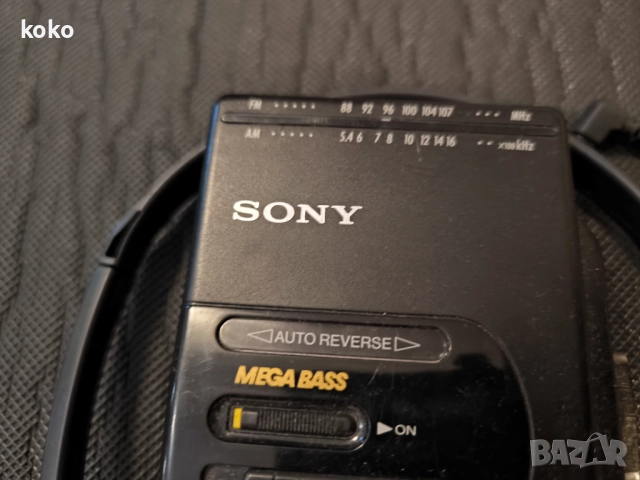 koko
FM 88 92 96 100 104 107 MHz
AM 5.4 6 7 8 10 12 14 16 x100kHz
SONY
AUTO REVERSE
MEGA BASS
ON
BAZAR